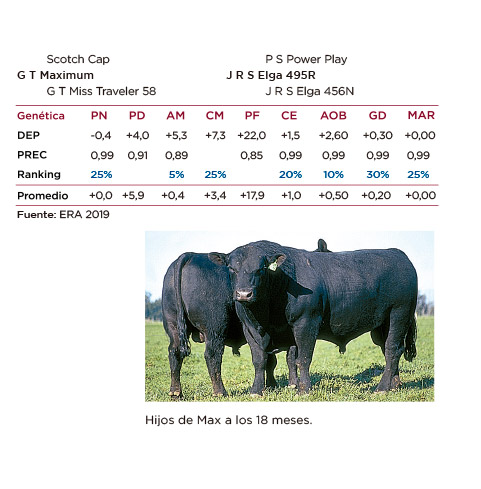 Scotch Cap P S Power Play
G T Maximum J R S Elga 495R
G T Miss Traveler 58 J R S Elga 456N
Genética PN PD AM CM PF CE AOB GD MAR
DEP -0,4 +4,0 +5,3 +7,3 +22,0 +1,5 +2,60 +0,30 +0,00
PREC 0,99 0,91 0,89 0,85 0,99 0,99 0,99 0,99
Ranking 25% 5% 25% 20% 10% 30% 25%
Promedio +0,0 +5,9 +0,4 +3,4 +17,9 +1,0 +0,50 +0,20 +0,00
Fuente: ERA 2019
Hijos de Max a los 18 meses.